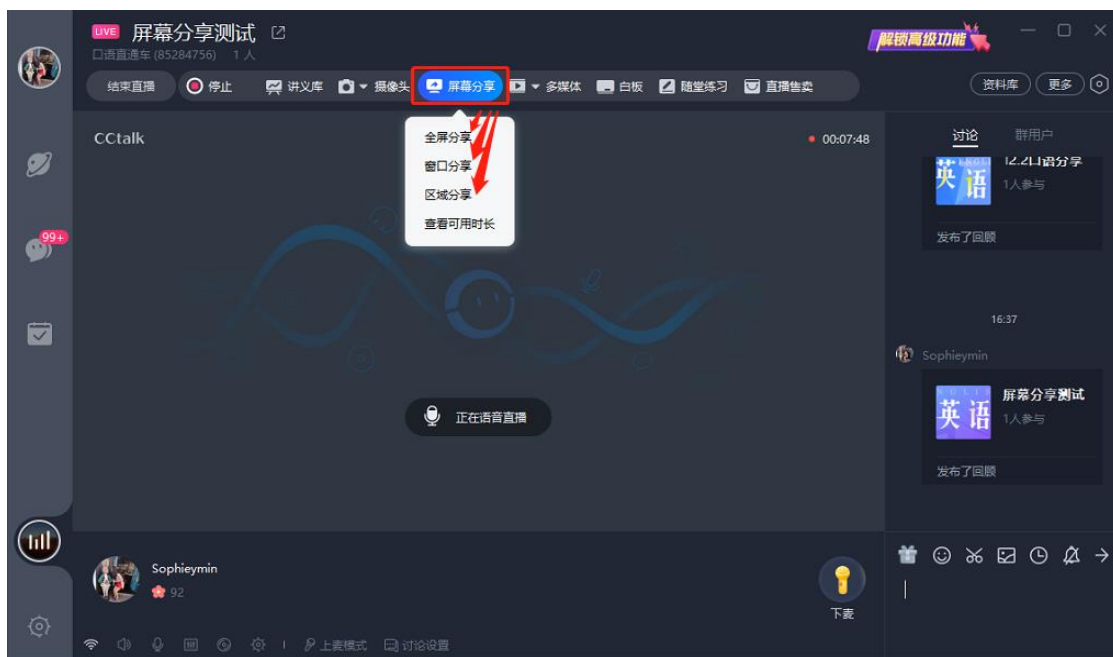 LIVE 屏幕分享测试
解锁高级功能
口语直通车 (85284756) 1人
结束直播 停止 讲义库 摄像头 屏幕分享 多媒体 白板 随堂练习 直播售卖 资料库 更多
CCtalk
00:07:48
全屏分享
窗口分享
区域分享
查看可用时长
正在语音直播
99+
讨论 群用户
英语
12.2口语分享
1人参与
发布了回顾
16:37
Sophieymin
英语
屏幕分享测试
1人参与
发布了回顾
Sophieymin
92
下麦
上麦模式 讨论设置